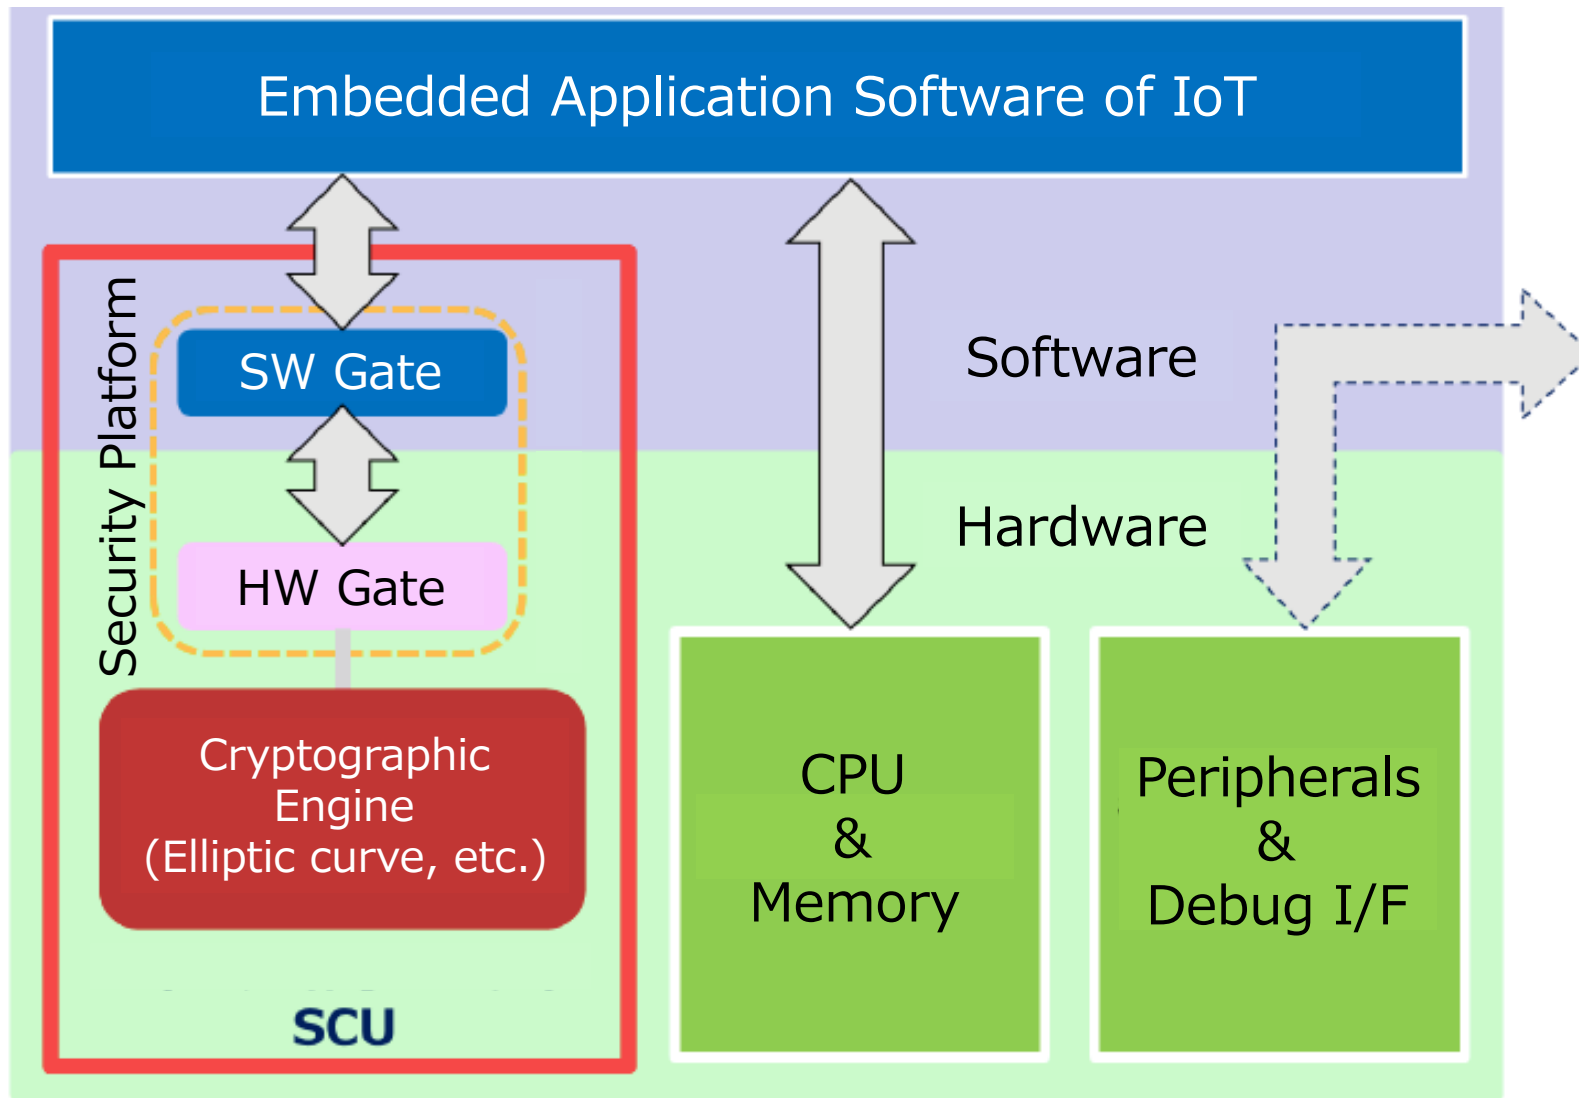 Embedded Application Software of IoT
Security Platform
SW Gate
HW Gate
Cryptographic
Engine
(Elliptic curve, etc.)
SCU
Software
Hardware
CPU
&
Memory
Peripherals
&
Debug I/F